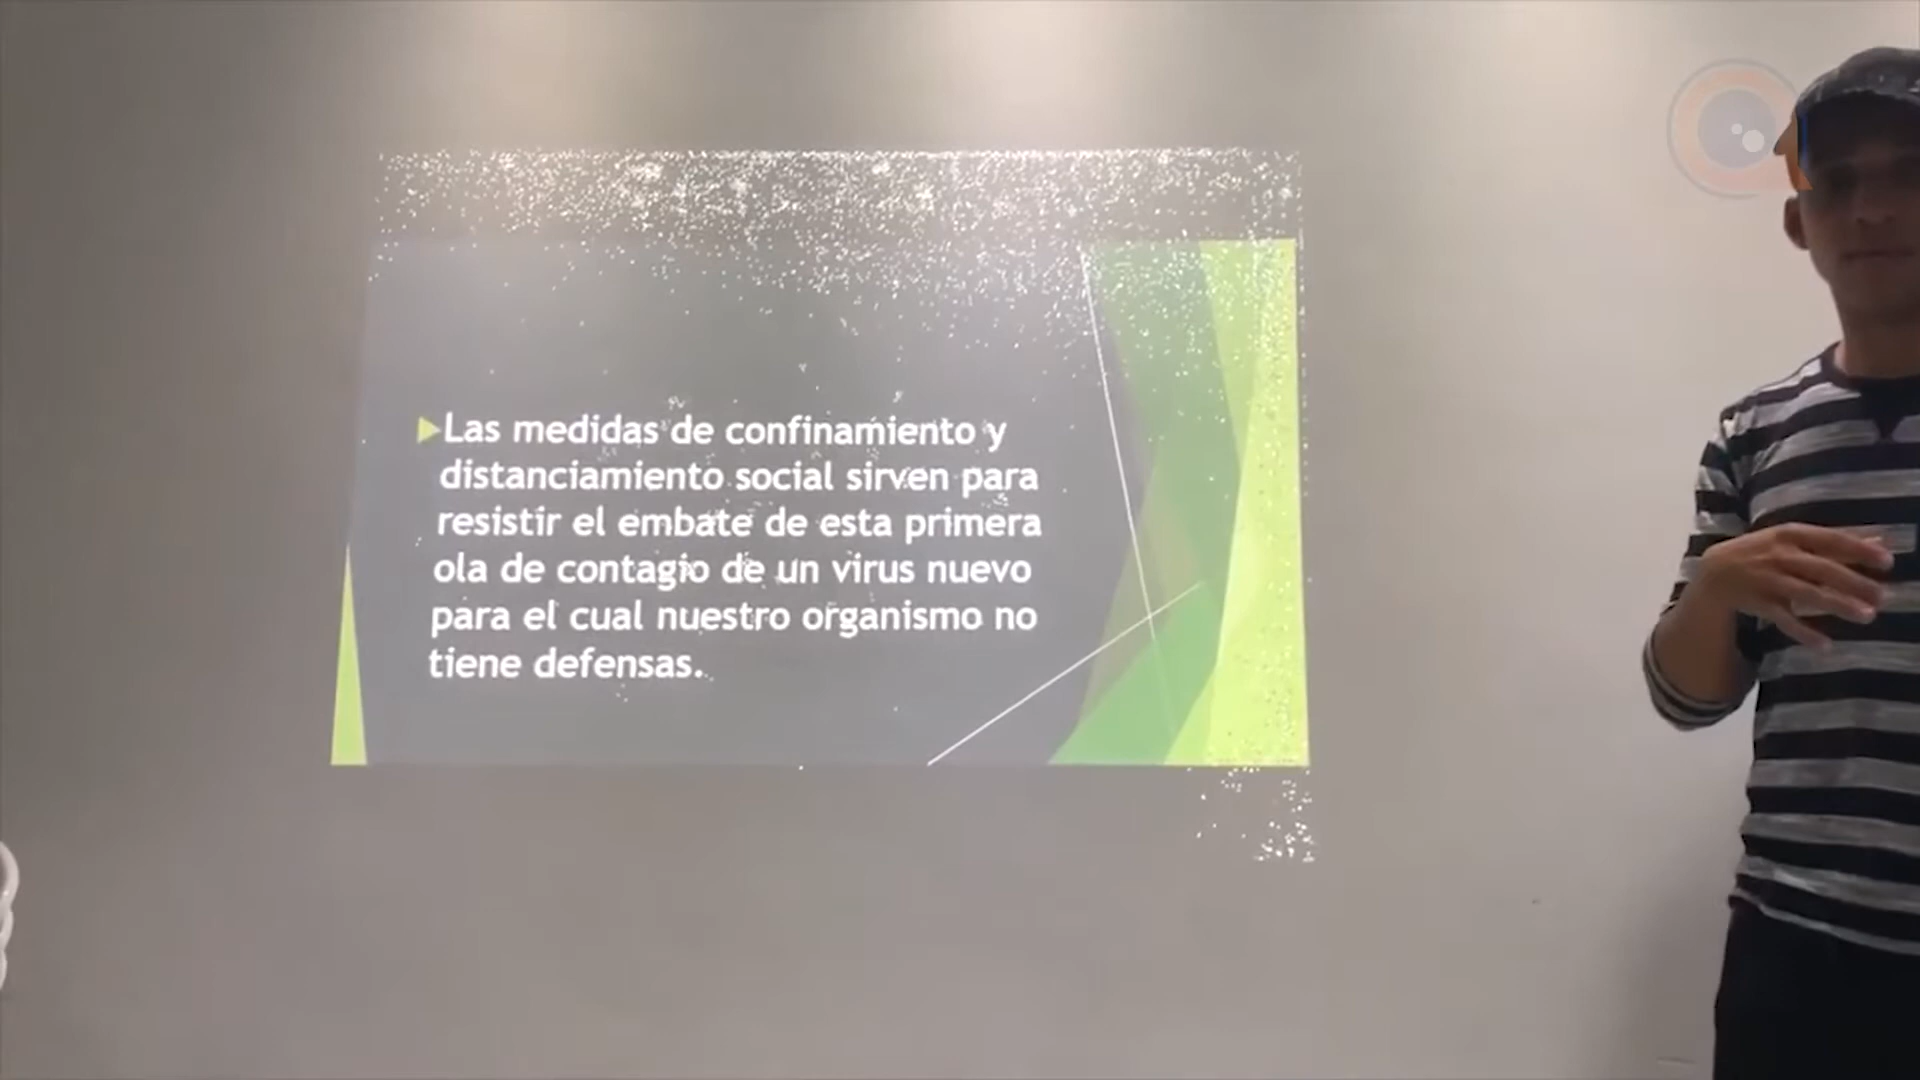 Las medidas de confinamiento y
distanciamiento social sirven para
resistir el embate de esta primera
ola de contagio de un virus nuevo
para el cual nuestro organismo no
tiene defensas.